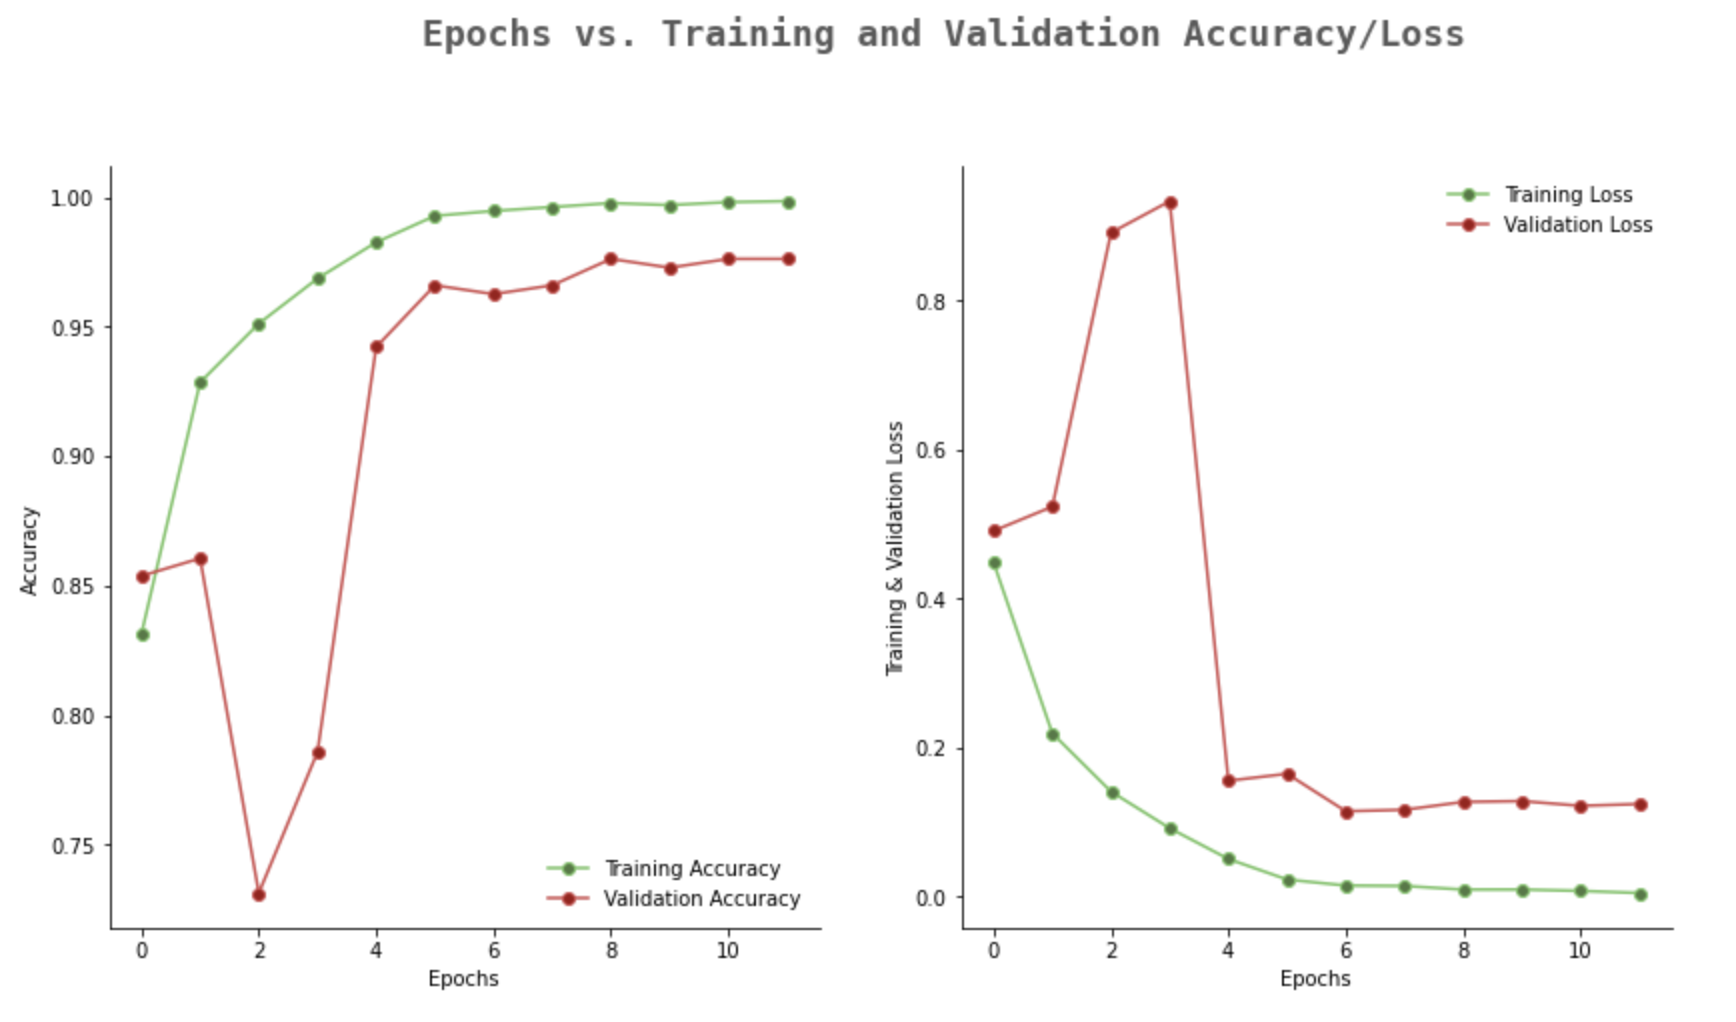 Epochs vs. Training and Validation Accuracy/Loss
1.00
0.95
0.90
0.85
0.80
0.75
Accuracy
Training Accuracy
Validation Accuracy
0 2 4 6 8 10
Epochs
Training Loss
Validation Loss
0.8
0.6
0.4
0.2
0.0
Training & Validation Loss
0 2 4 6 8 10
Epochs